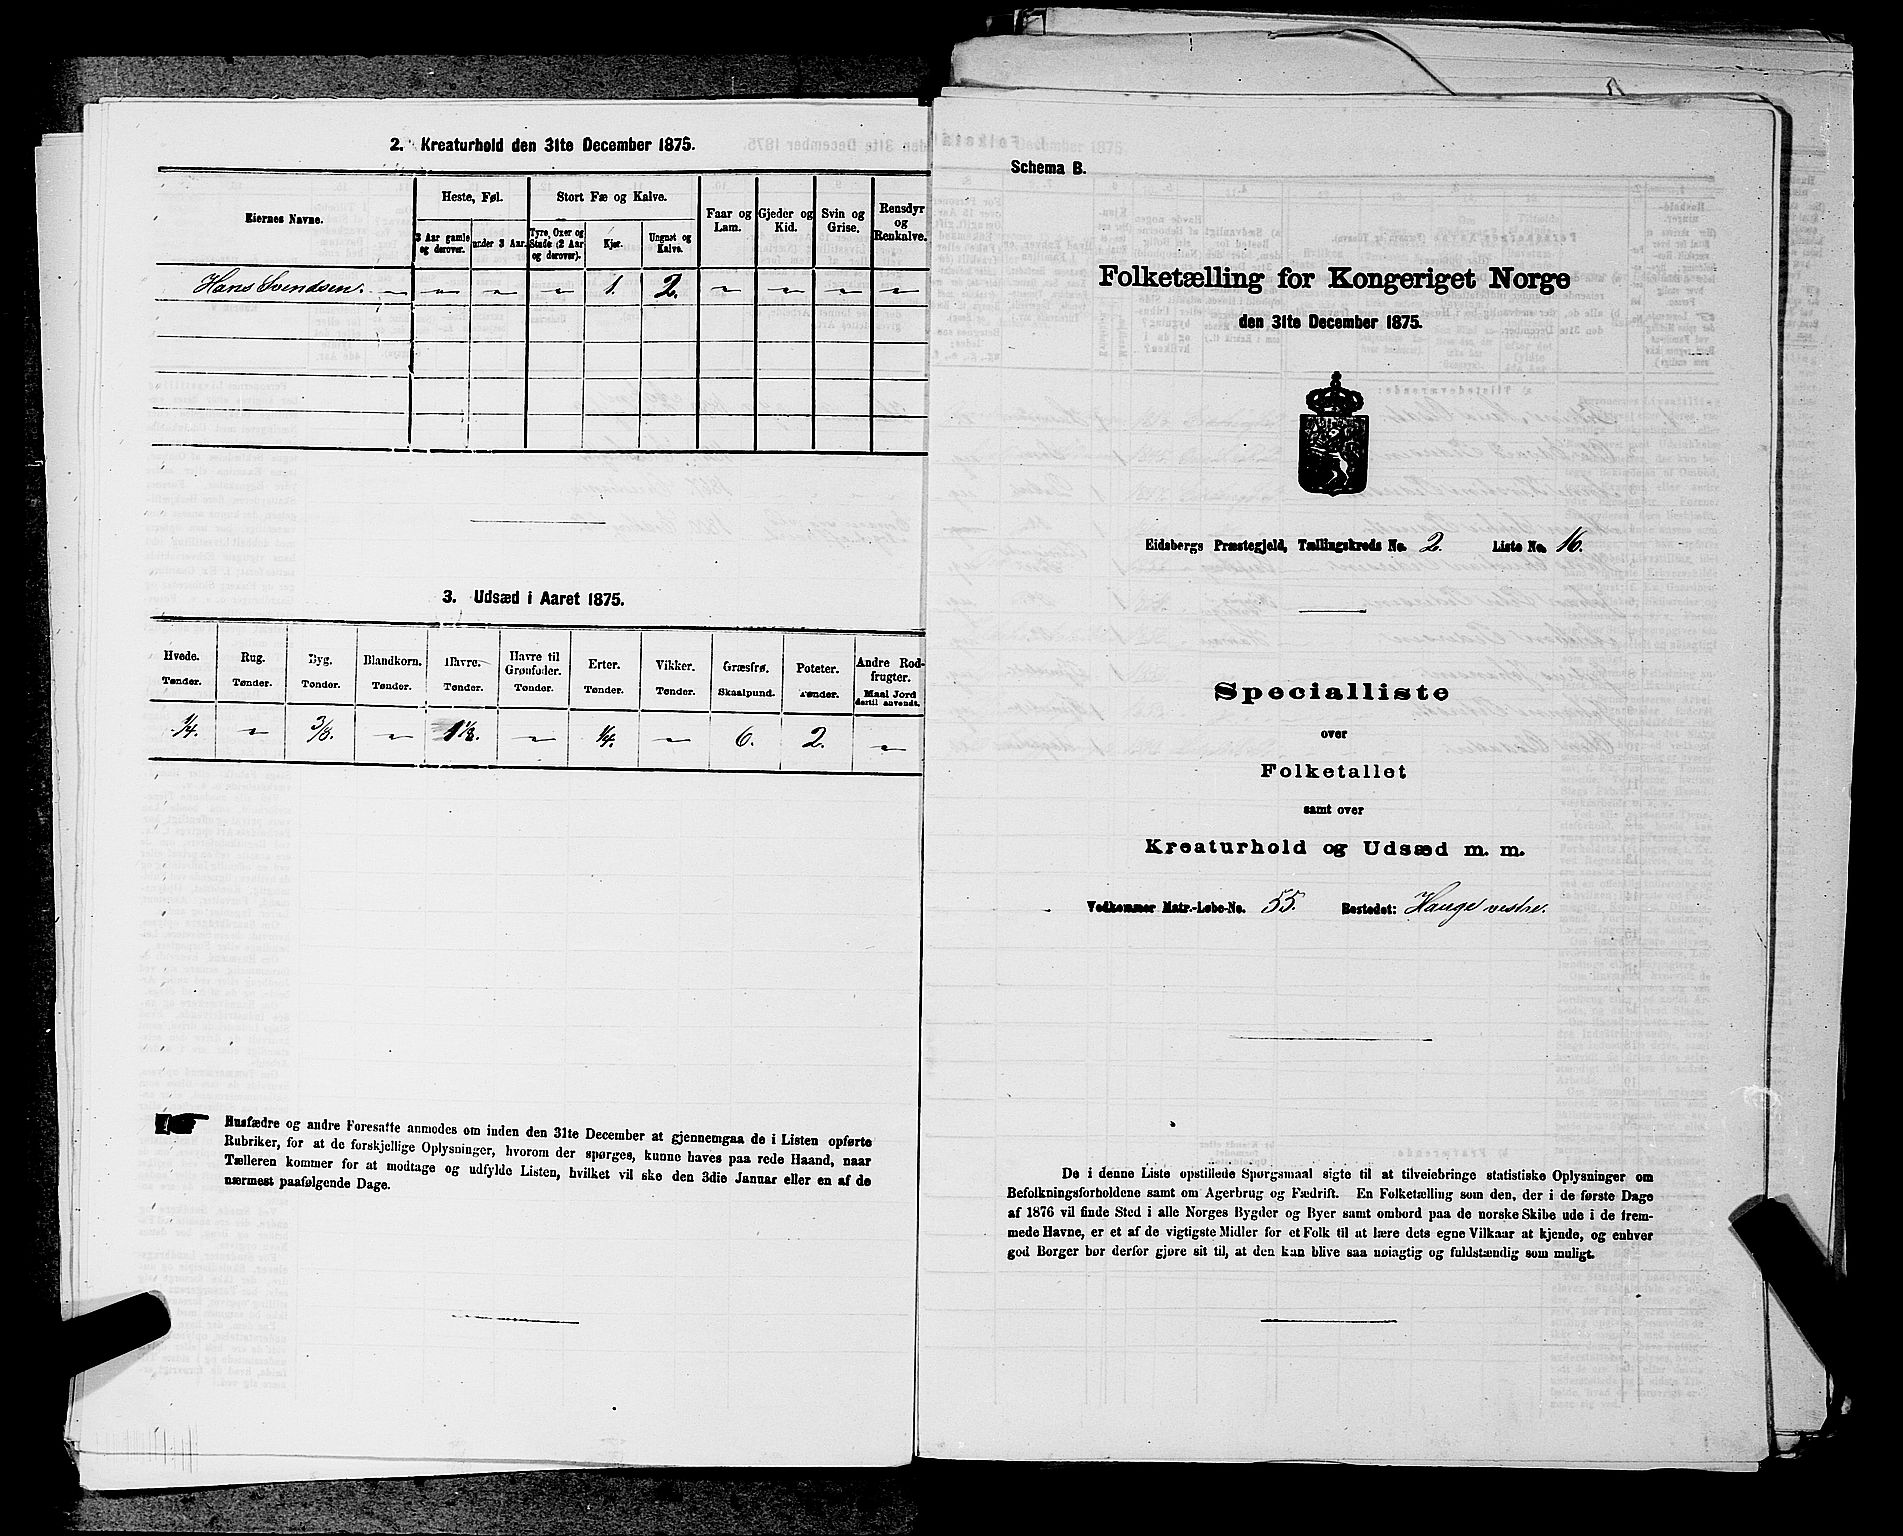 2. Kreaturhold den 31te December 1875.
Eiernes Navne.
Heste, Føl.
Stort Fæ og Kalve.
Faar og Lam.
Gjeder og Kid.
Svin og Grise.
Rensdyr og Renkalve.
3 Aar gamle og derover.
under 3 Aar.
Tyre, Oxer og Stude (2 Aar og derover).
Kjør.
Ungnøt og Kalve.
Hans Svendsen. — — — — 1. 2. — — — —
3. Udsæd i Aaret 1875.
Hvede. Rug. Byg. Blandkorn. Havre. Havre til Grønfoder. Erter. Vikker. Græsfrø. Poteter. Andre Rodfrugter.
Tønder. Tønder. Tønder. Tønder. Tønder. Tønder. Tønder. Tønder. Skaalpund. Tønder. Maal Jord dertil anvendt.
1/4. — 3/8. — 1 1/8. — 1/4. — 6. 2. —
Husfædre og andre Foresatte anmodes om inden den 31te December at gjennemgaa de i Listen opførte
Rubriker, for at de forskjellige Oplysninger, hvorom der spørges, kunne haves paa rede Haand, naar
Tælleren kommer for at modtage og udfylde Listen, hvilket vil ske den 3die Januar eller en af de
nærmest paafølgende Dage.
Schema B.
Folketælling for Kongeriget Norge
den 31te December 1875.
Eidsbergs Præstegjeld, Tællingskreds No. 2. Liste No. 16.
Specialliste
over
Folketallet
samt over
Kreaturhold og Udsæd m. m.
Vedkommer Matr.-Løbe-No. 55. Bostedet: Hauge vestre.
De i denne Liste opstillede Spørgsmaal sigte til at tilveiebringe statistiske Oplysninger om
Befolkningsforholdene samt om Agerbrug og Fædrift. En Folketælling som den, der i de første Dage
af 1876 vil finde Sted i alle Norges Bygder og Byer samt ombord paa de norske Skibe ude i de frem-
mede Havne, er et af de vigtigste Midler for et Folk til at lære dets egne Vilkaar at kjende, og enhver
god Borger bør derfor gjøre sit til, at den kan blive saa nøiagtig og fuldstændig som muligt.